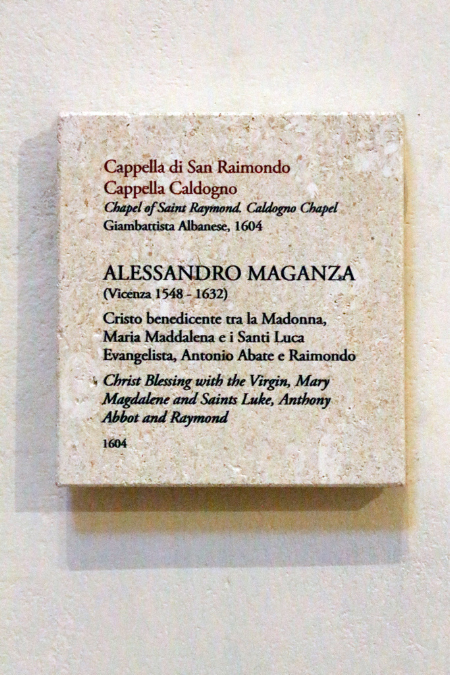 Cappella di San Raimondo
Cappella Caldogno
Chapel of Saint Raymond. Caldogno Chapel
Giambattista Albanese, 1604
ALESSANDRO MAGANZA
(Vicenza 1548 - 1632)
Cristo benedicente tra la Madonna,
Maria Maddalena e i Santi Luca
Evangelista, Antonio Abate e Raimondo
Christ Blessing with the Virgin, Mary
Magdalene and Saints Luke, Anthony
Abbot and Raymond
1604